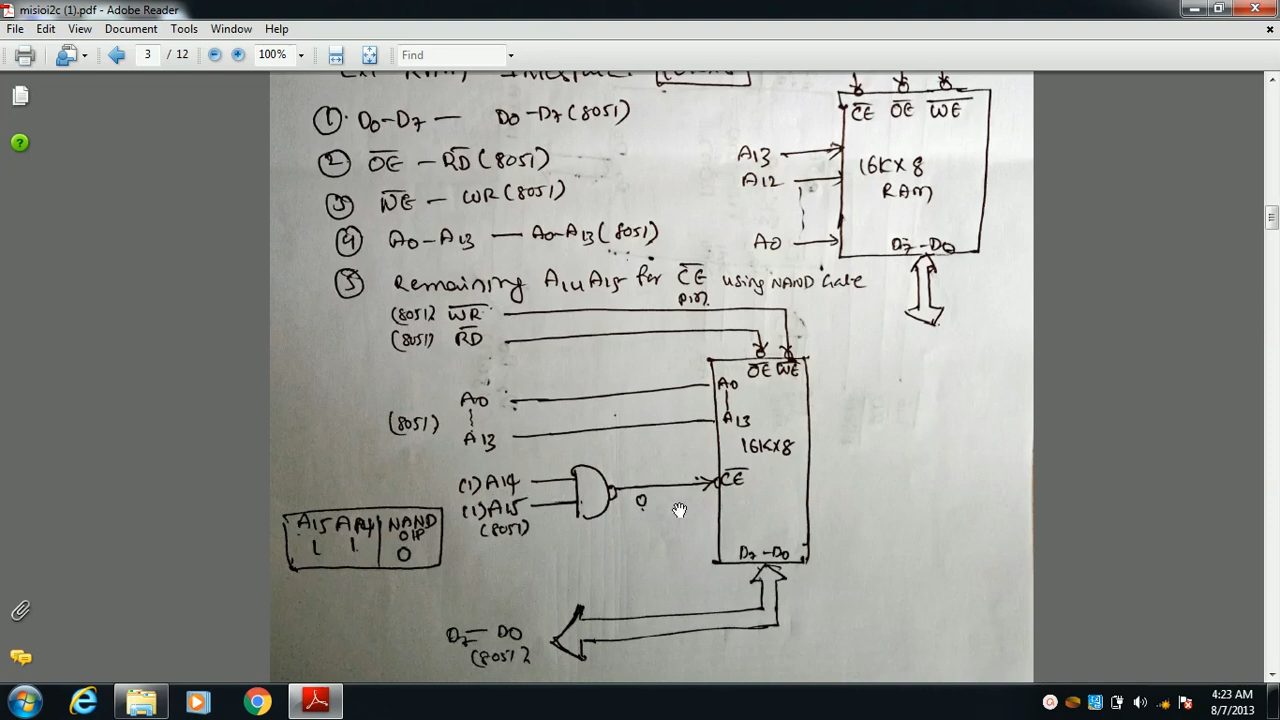 misioi2c (1).pdf - Adobe Reader
File Edit View Document Tools Window Help
3 / 12 100% Find
Ext RAM
① D0-D7 — D0-D7(8051)
② OE — RD(8051)
③ WE — WR(8051)
④ A0-A13 — A0-A13(8051)
⑤ Remaining A14 A15 for CE using NAND Gate
pin
CE OE WE
A13
A12
16KX8
RAM
A0
D7-D0
(8051) WR
(8051) RD
OE WE
A0
A0
(8051)
A13
A13
16KX8
(1)A14
CE
(1)A15
0
(8051)
A15 A14 NAND
O/P
1 1 0
D7-D0
D7-D0
(8051)
4:23 AM
8/7/2013